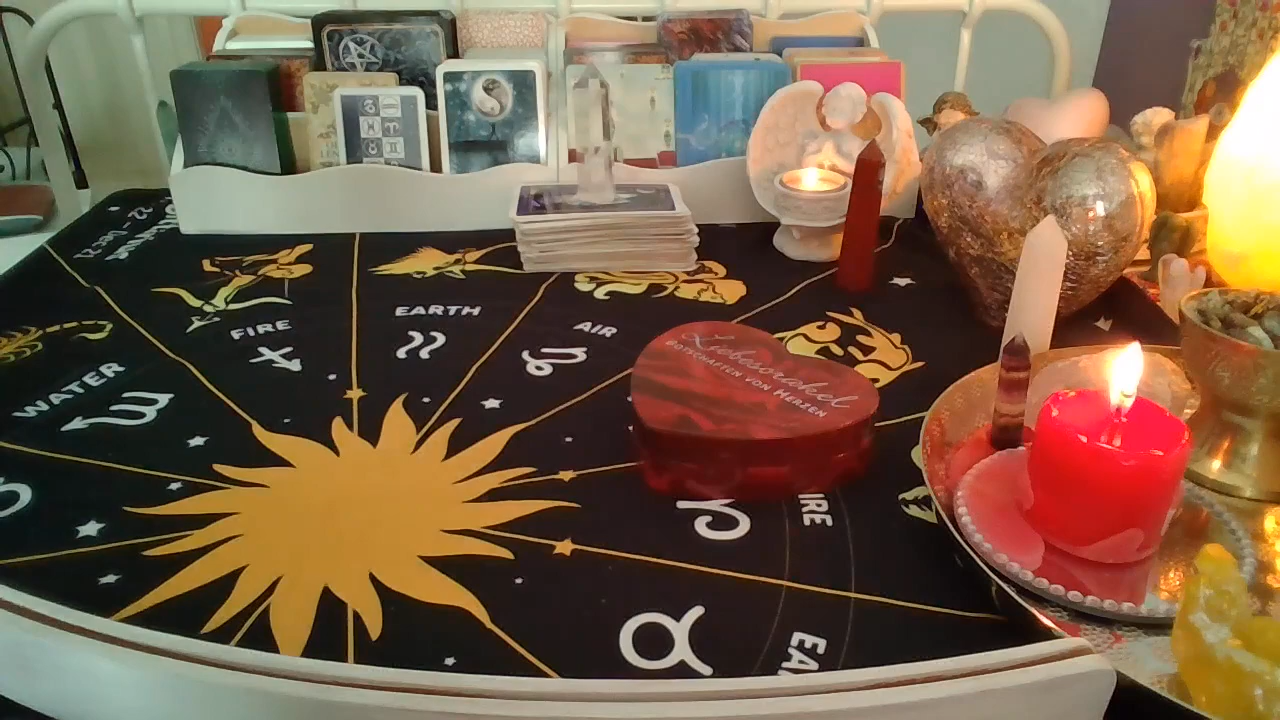 FIRE
EARTH
AIR
WATER
Liebesorakel
BOTSCHAFTEN VON HERZEN
IRE
EA